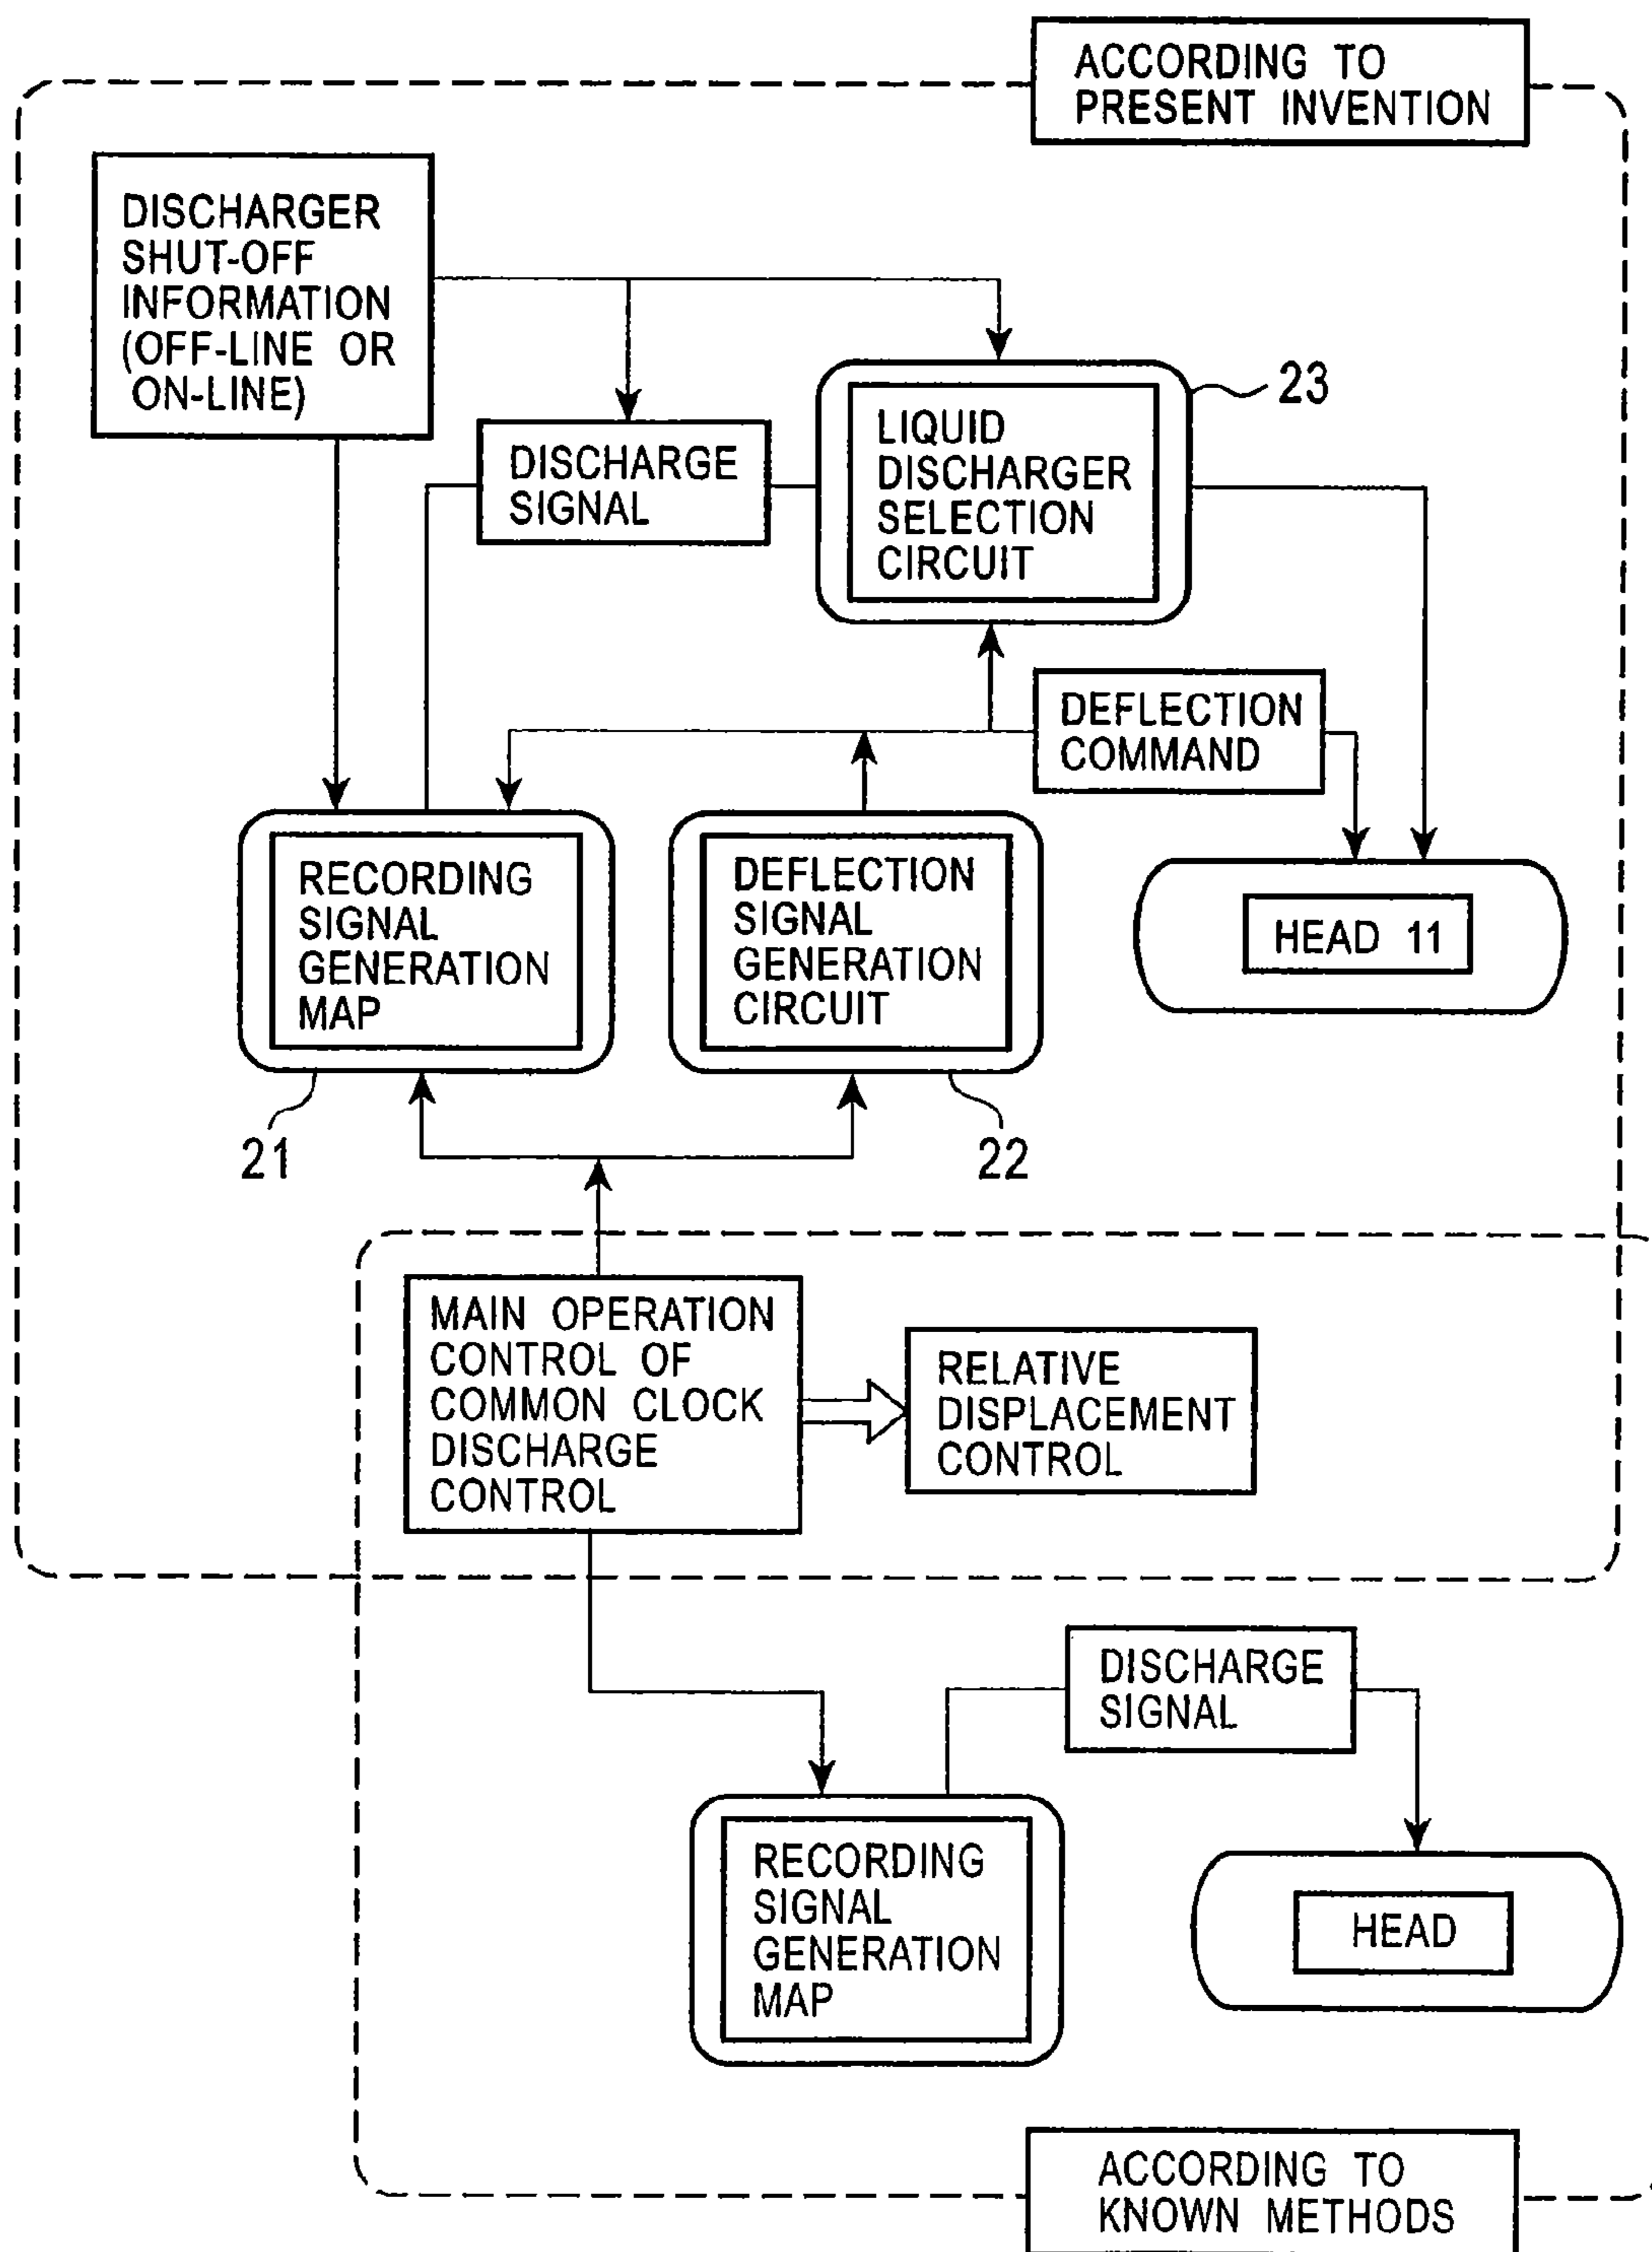 ACCORDING TO
PRESENT INVENTION
DISCHARGER
SHUT-OFF
INFORMATION
(OFF-LINE OR
ON-LINE)
23
LIQUID
DISCHARGER
SELECTION
CIRCUIT
DISCHARGE
SIGNAL
DEFLECTION
COMMAND
RECORDING
SIGNAL
GENERATION
MAP
DEFLECTION
SIGNAL
GENERATION
CIRCUIT
HEAD 11
21
22
MAIN OPERATION
CONTROL OF
COMMON CLOCK
DISCHARGE
CONTROL
RELATIVE
DISPLACEMENT
CONTROL
DISCHARGE
SIGNAL
RECORDING
SIGNAL
GENERATION
MAP
HEAD
ACCORDING TO
KNOWN METHODS